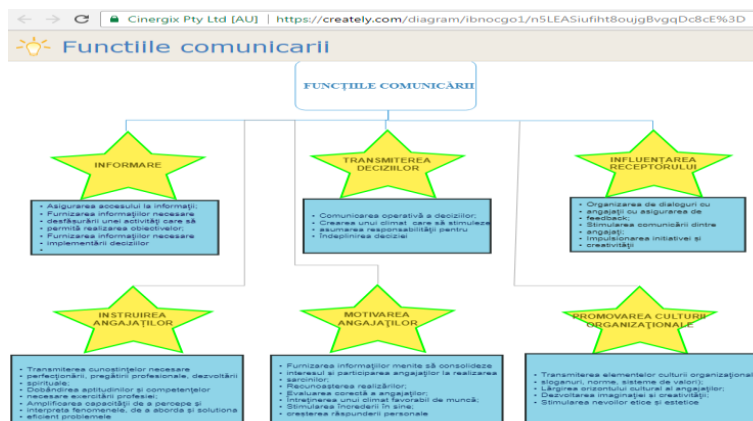 Cinergix Pty Ltd [AU] | https://creately.com/diagram/ibnocgo1/n5LEASiufiht8oujgBvgqDc8cE%3D
Functiile comunicarii
FUNCȚIILE COMUNICĂRII
INFORMARE
• Asigurarea accesului la informații;
• Furnizarea informațiilor necesare
• desfășurării unei activități care să
• permită realizarea obiectivelor;
• Furnizarea informațiilor necesare
• implementării deciziilor
•
TRANSMITEREA
DECIZIILOR
• Comunicarea operativă a deciziilor;
• Crearea unui climat care să stimuleze
• asumarea responsabilității pentru
• îndeplinirea deciziei
INFLUENȚAREA
RECEPTORULUI
• Organizarea de dialoguri cu
• angajații cu asigurarea de
• feedback;
• Stimularea comunicării dintre
• angajați;
• Impulsionarea initiativei și
• creativității
INSTRUIREA
ANGAJAȚILOR
• Transmiterea cunoștințelor necesare
• perfecționării, pregătirii profesionale, dezvoltării
• spirituale;
• Dobândirea aptitudinilor și competențelor
• necesare exercitării profesiei;
• Amplificarea capacității de a percepe și
• interpreta fenomenele, de a aborda și solutiona
• eficient problemele
MOTIVAREA
ANGAJAȚILOR
• Furnizarea informațiilor menite să consolideze
• interesul si participarea angajaților la realizarea
• sarcinilor;
• Recunoașterea realizărilor;
• Evaluarea corectă a angajaților;
• Întreținerea unui climat favorabil de muncă;
• Stimularea încrederii în sine;
• creșterea răspunderii personale
PROMOVAREA CULTURII
ORGANIZAȚIONALE
• Transmiterea elementelor culturii organizațional
• sloganuri, norme, sisteme de valori);
• Lărgirea orizontului cultural al angajaților;
• Dezvoltarea imaginației și creativității;
• Stimularea nevoilor etice și estetice